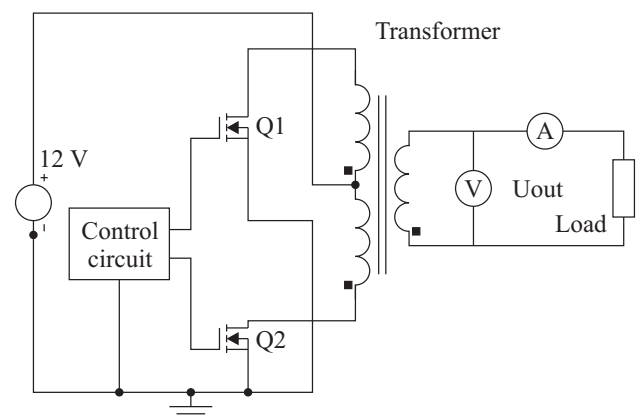 Transformer
Q1
12 V
+
-
Control
circuit
A
V
Uout
Load
Q2